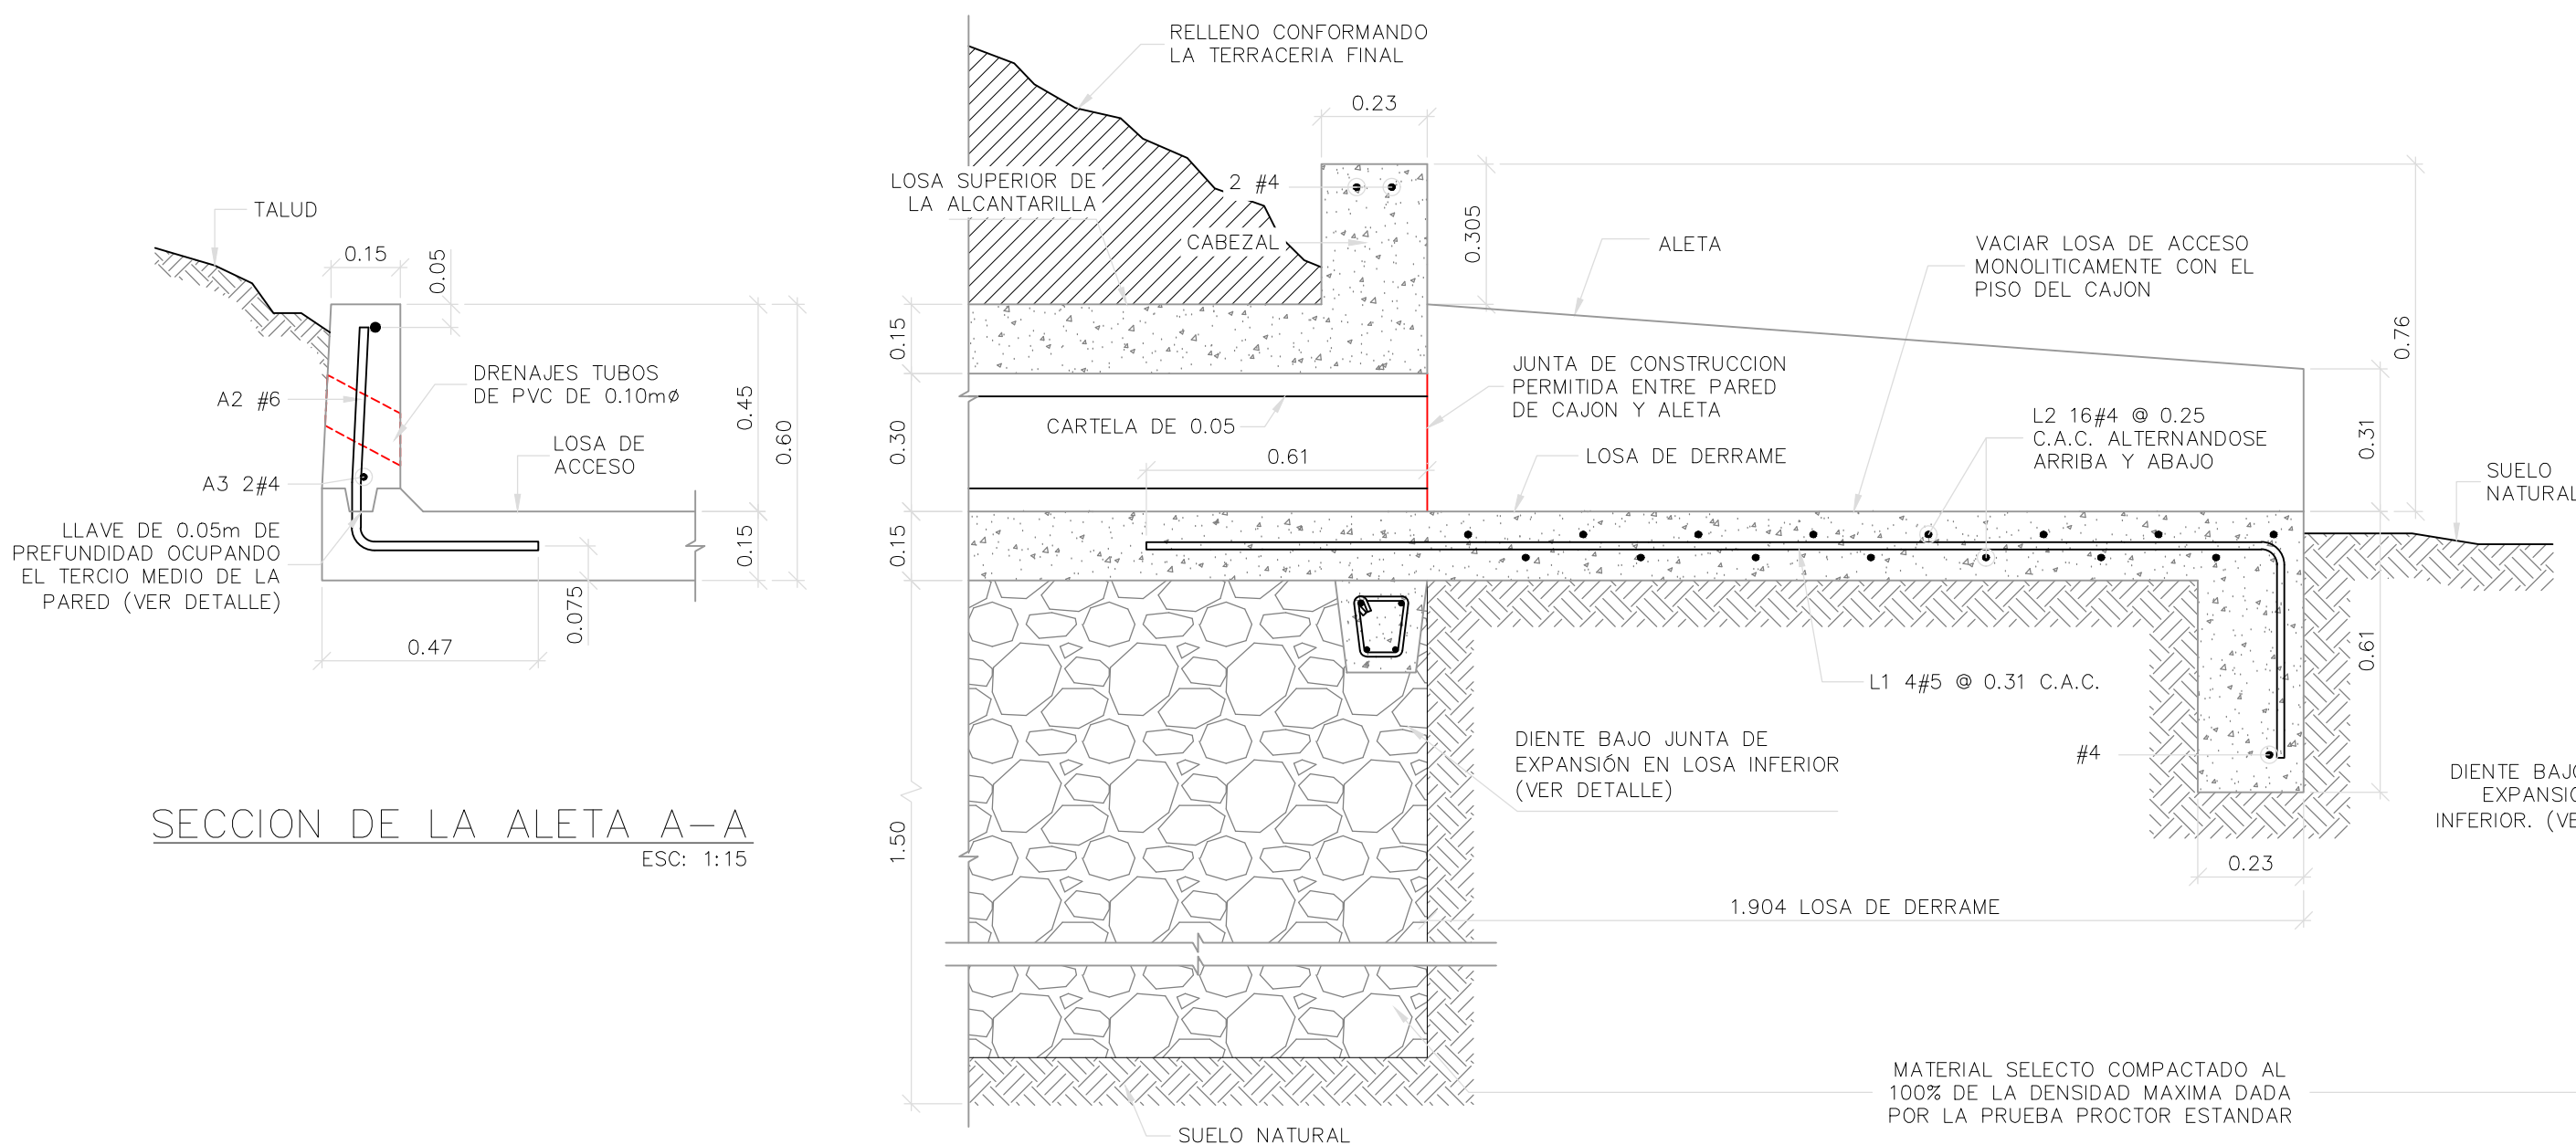 TALUD
0.15
0.05
A2 #6
DRENAJES TUBOS
DE PVC DE 0.10mø
0.45
0.60
LOSA DE
ACCESO
A3 2#4
LLAVE DE 0.05m DE
PREFUNDIDAD OCUPANDO
EL TERCIO MEDIO DE LA
PARED (VER DETALLE)
0.15
0.075
0.47
SECCION DE LA ALETA A-A
ESC: 1:15
RELLENO CONFORMANDO
LA TERRACERIA FINAL
0.23
LOSA SUPERIOR DE
LA ALCANTARILLA
2 #4
CABEZAL
0.305
ALETA
VACIAR LOSA DE ACCESO
MONOLITICAMENTE CON EL
PISO DEL CAJON
0.76
0.15
JUNTA DE CONSTRUCCION
PERMITIDA ENTRE PARED
DE CAJON Y ALETA
CARTELA DE 0.05
0.30
0.61
LOSA DE DERRAME
L2 16#4 @ 0.25
C.A.C. ALTERNANDOSE
ARRIBA Y ABAJO
0.31
SUELO
NATURAL
0.15
0.61
L1 4#5 @ 0.31 C.A.C.
DIENTE BAJO JUNTA DE
EXPANSIÓN EN LOSA INFERIOR
(VER DETALLE)
#4
1.50
0.23
1.904 LOSA DE DERRAME
DIENTE BAJO
EXPANSIO
INFERIOR. (VE
MATERIAL SELECTO COMPACTADO AL
100% DE LA DENSIDAD MAXIMA DADA
POR LA PRUEBA PROCTOR ESTANDAR
SUELO NATURAL